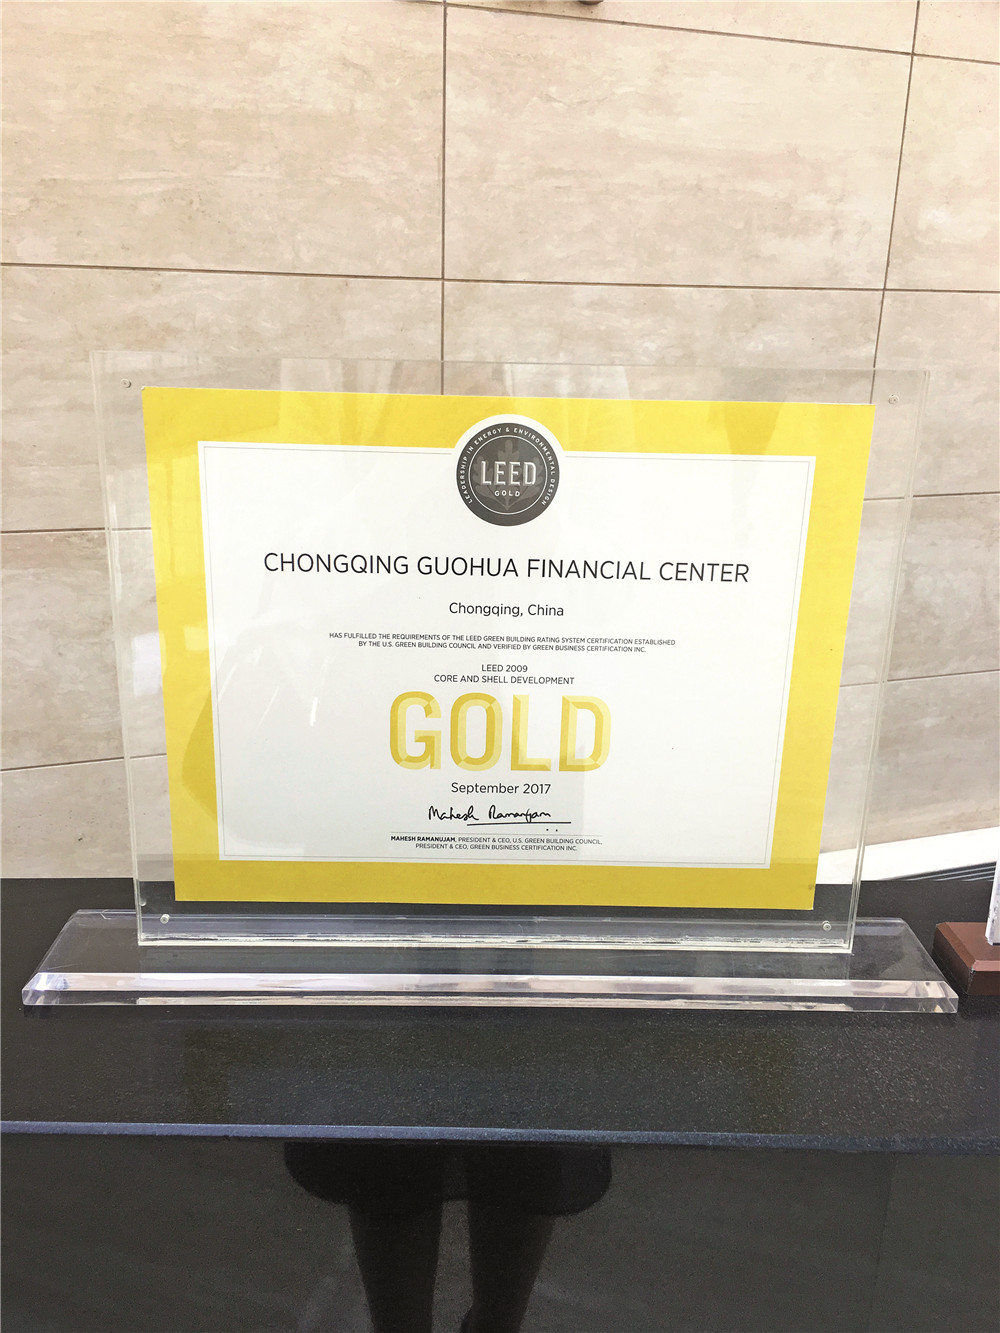 LEADERSHIP IN ENERGY & ENVIRONMENTAL DESIGN
LEED
GOLD
CHONGQING GUOHUA FINANCIAL CENTER
Chongqing, China
HAS FULFILLED THE REQUIREMENTS OF THE LEED GREEN BUILDING RATING SYSTEM CERTIFICATION ESTABLISHED
BY THE U.S. GREEN BUILDING COUNCIL AND VERIFIED BY GREEN BUSINESS CERTIFICATION INC.
LEED 2009
CORE AND SHELL DEVELOPMENT
GOLD
September 2017
Mahesh Ramanujam
MAHESH RAMANUJAM, PRESIDENT & CEO, U.S. GREEN BUILDING COUNCIL,
PRESIDENT & CEO, GREEN BUSINESS CERTIFICATION INC.